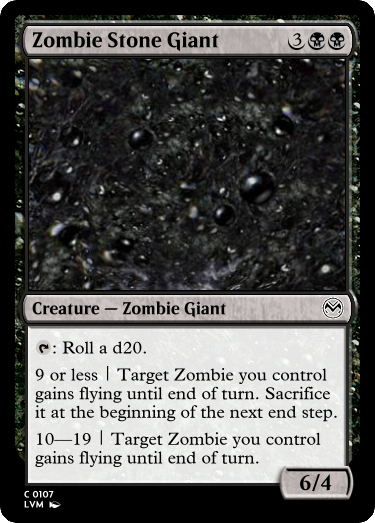 Zombie Stone Giant 3
Creature — Zombie Giant
: Roll a d20.
9 or less | Target Zombie you control
gains flying until end of turn. Sacrifice
it at the beginning of the next end step.
10—19 | Target Zombie you control
gains flying until end of turn.
6/4
C 0107
LVM